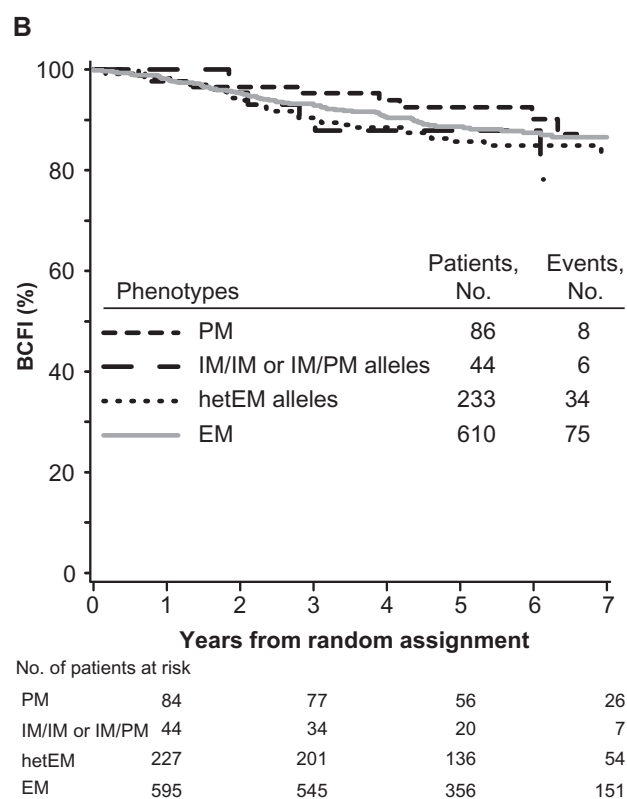 B
100
80
60
40
20
0
BCFI (%)
Patients, Events,
Phenotypes No. No.
PM 86 8
IM/IM or IM/PM alleles 44 6
hetEM alleles 233 34
EM 610 75
0 1 2 3 4 5 6 7
Years from random assignment
No. of patients at risk
PM 84 77 56 26
IM/IM or IM/PM 44 34 20 7
hetEM 227 201 136 54
EM 595 545 356 151